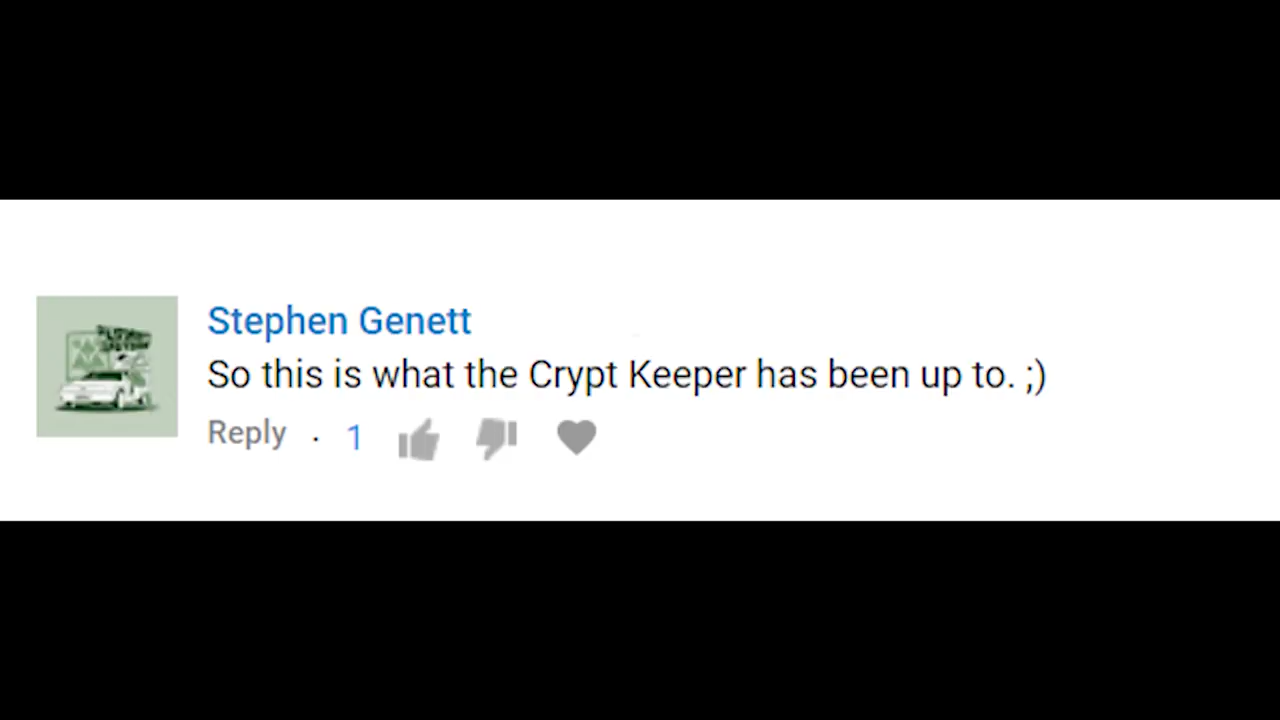 Stephen Genett
So this is what the Crypt Keeper has been up to. ;)
Reply · 1